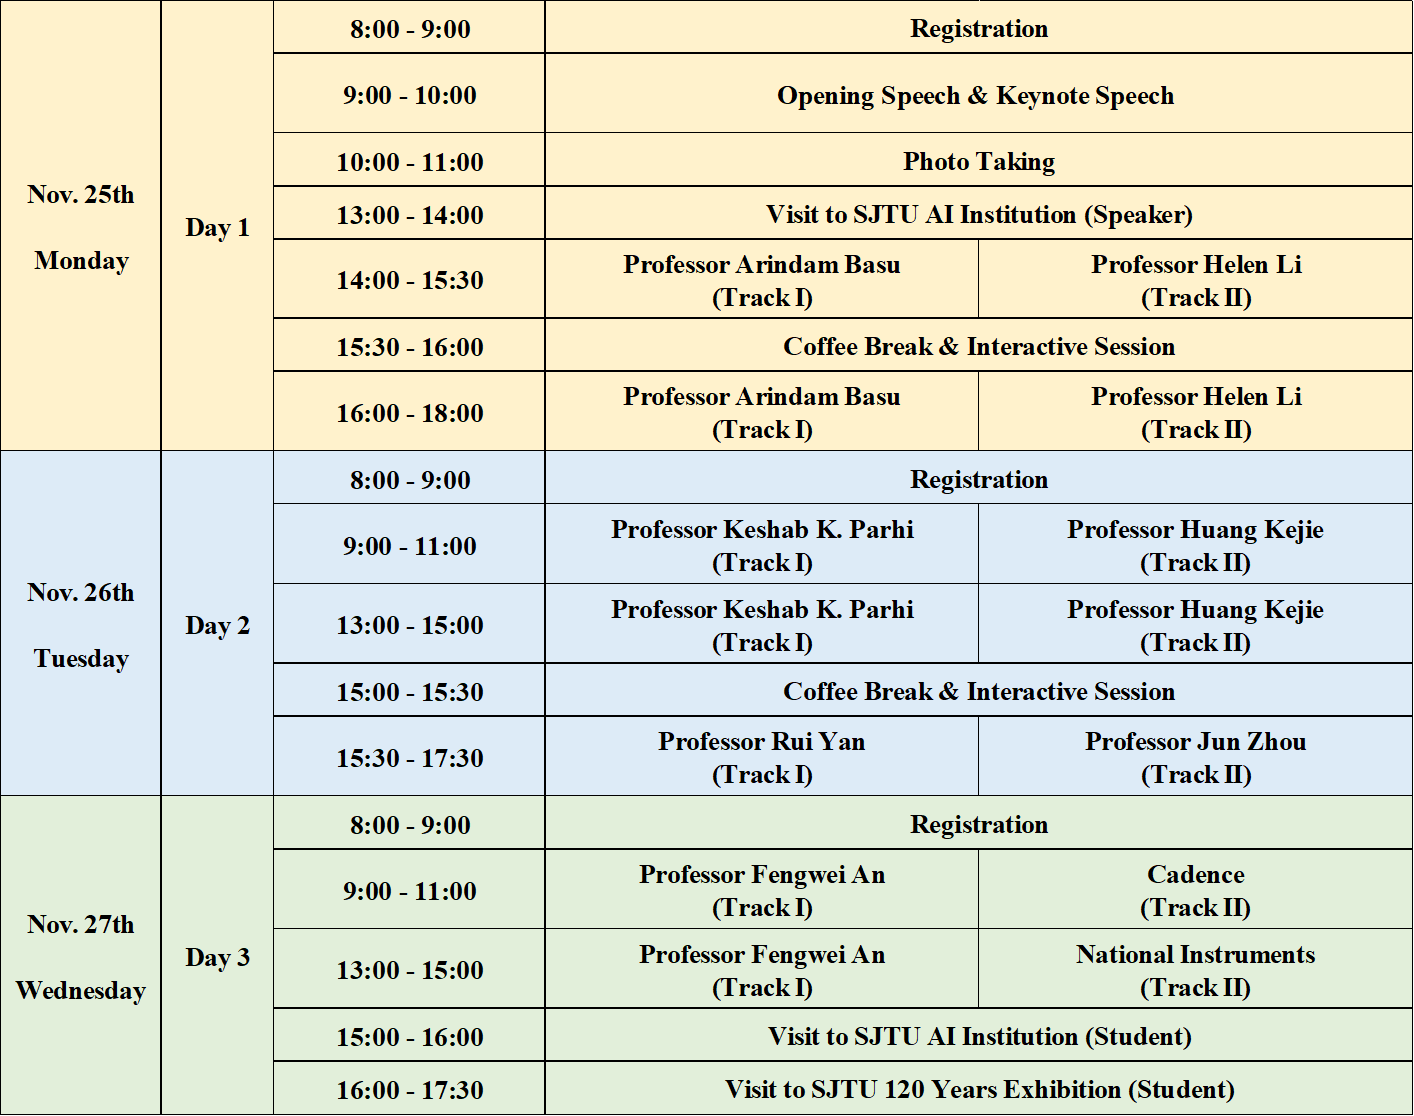 Nov. 25th
Monday
Day 1
8:00 - 9:00
Registration
9:00 - 10:00
Opening Speech & Keynote Speech
10:00 - 11:00
Photo Taking
13:00 - 14:00
Visit to SJTU AI Institution (Speaker)
14:00 - 15:30
Professor Arindam Basu
(Track I)
Professor Helen Li
(Track II)
15:30 - 16:00
Coffee Break & Interactive Session
16:00 - 18:00
Professor Arindam Basu
(Track I)
Professor Helen Li
(Track II)
Nov. 26th
Tuesday
Day 2
8:00 - 9:00
Registration
9:00 - 11:00
Professor Keshab K. Parhi
(Track I)
Professor Huang Kejie
(Track II)
13:00 - 15:00
Professor Keshab K. Parhi
(Track I)
Professor Huang Kejie
(Track II)
15:00 - 15:30
Coffee Break & Interactive Session
15:30 - 17:30
Professor Rui Yan
(Track I)
Professor Jun Zhou
(Track II)
Nov. 27th
Wednesday
Day 3
8:00 - 9:00
Registration
9:00 - 11:00
Professor Fengwei An
(Track I)
Cadence
(Track II)
13:00 - 15:00
Professor Fengwei An
(Track I)
National Instruments
(Track II)
15:00 - 16:00
Visit to SJTU AI Institution (Student)
16:00 - 17:30
Visit to SJTU 120 Years Exhibition (Student)